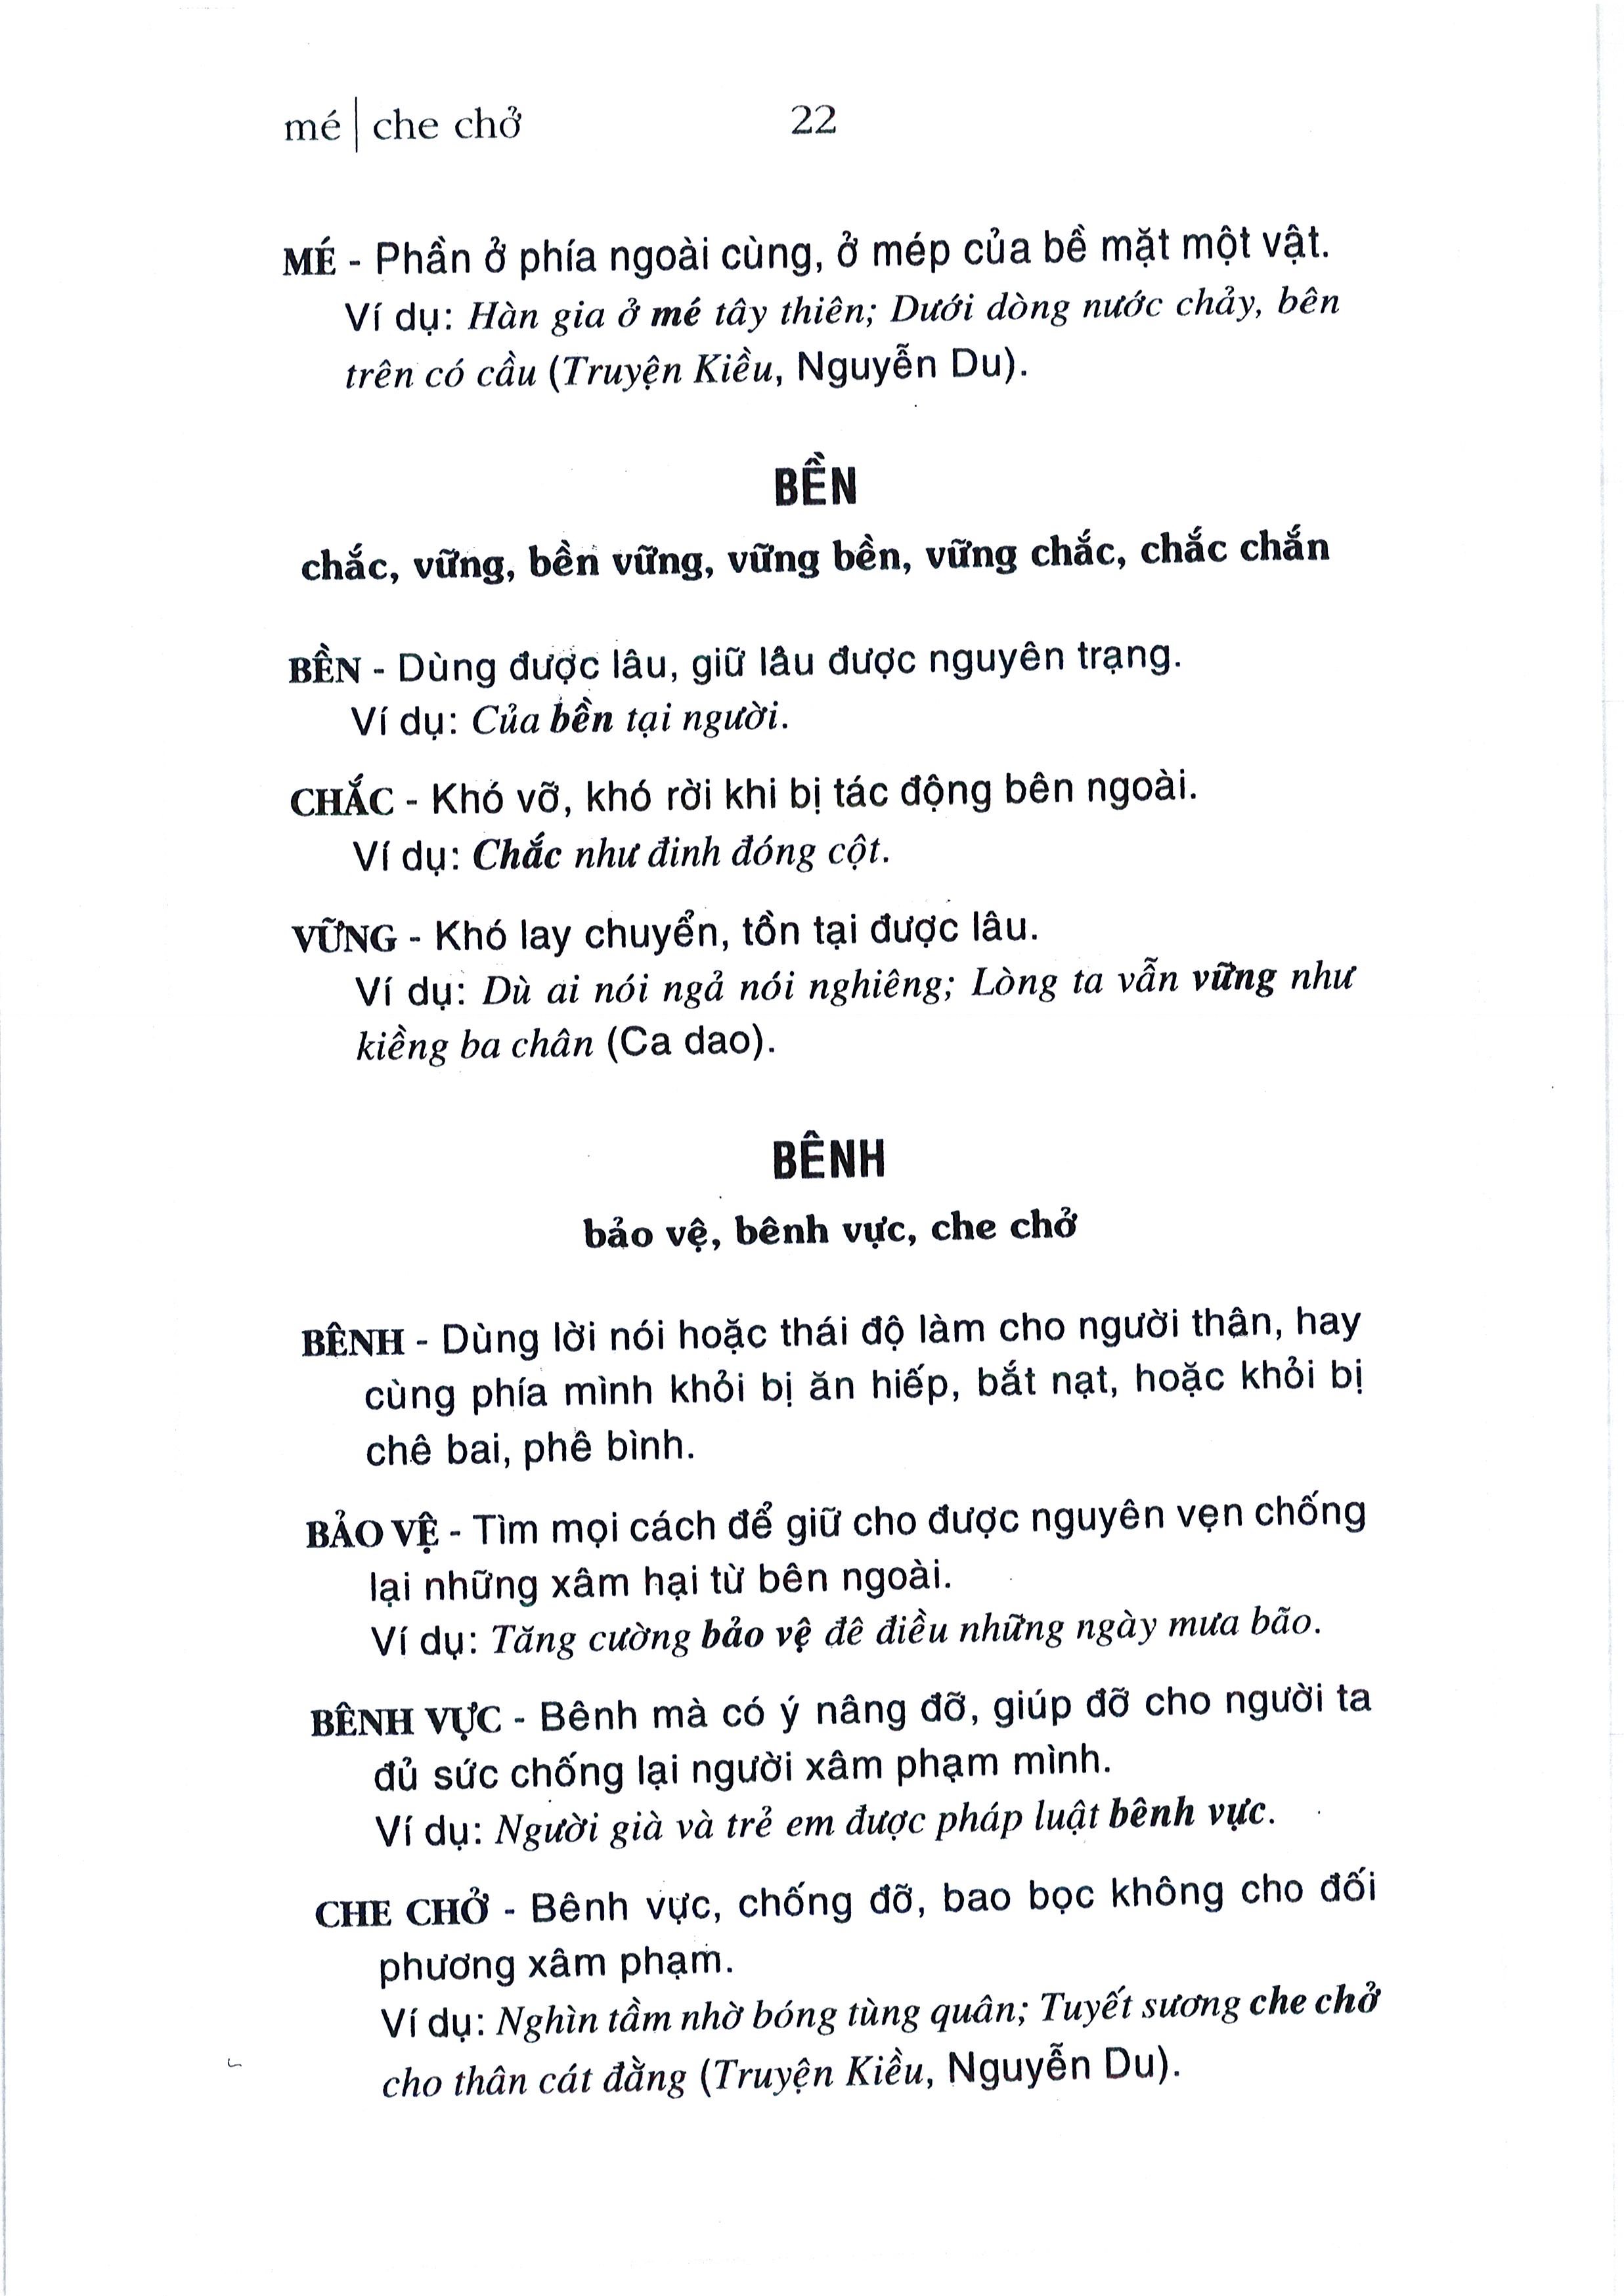 mé | che chở 22
MÉ - Phần ở phía ngoài cùng, ở mép của bề mặt một vật.
Ví dụ: Hàn gia ở mé tây thiên; Dưới dòng nước chảy, bên
trên có cầu (Truyện Kiều, Nguyễn Du).
BỀN
chắc, vững, bền vững, vững bền, vững chắc, chắc chắn
BỀN - Dùng được lâu, giữ lâu được nguyên trạng.
Ví dụ: Của bền tại người.
CHẮC - Khó vỡ, khó rời khi bị tác động bên ngoài.
Ví dụ: Chắc như đinh đóng cột.
VỮNG - Khó lay chuyển, tồn tại được lâu.
Ví dụ: Dù ai nói ngả nói nghiêng; Lòng ta vẫn vững như
kiềng ba chân (Ca dao).
BÊNH
bảo vệ, bênh vực, che chở
BÊNH - Dùng lời nói hoặc thái độ làm cho người thân, hay
cùng phía mình khỏi bị ăn hiếp, bắt nạt, hoặc khỏi bị
chê bai, phê bình.
BẢO VỆ - Tìm mọi cách để giữ cho được nguyên vẹn chống
lại những xâm hại từ bên ngoài.
Ví dụ: Tăng cường bảo vệ đê điều những ngày mưa bão.
BÊNH VỰC - Bênh mà có ý nâng đỡ, giúp đỡ cho người ta
đủ sức chống lại người xâm phạm mình.
Ví dụ: Người già và trẻ em được pháp luật bênh vực.
CHE CHỞ - Bênh vực, chống đỡ, bao bọc không cho đối
phương xâm phạm.
Ví dụ: Nghìn tầm nhờ bóng tùng quân; Tuyết sương che chở
cho thân cát đằng (Truyện Kiều, Nguyễn Du).